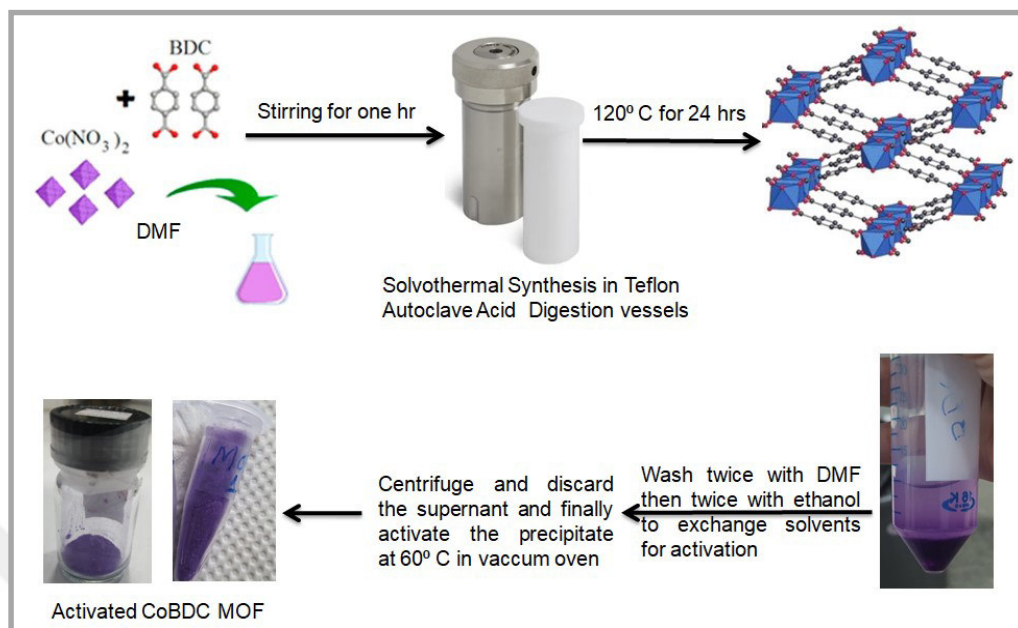 BDC
+
Co(NO3)2
DMF
Stirring for one hr
120º C for 24 hrs
Solvothermal Synthesis in Teflon
Autoclave Acid Digestion vessels
Wash twice with DMF
then twice with ethanol
to exchange solvents
for activation
Centrifuge and discard
the supernant and finally
activate the precipitate
at 60º C in vaccum oven
Activated CoBDC MOF